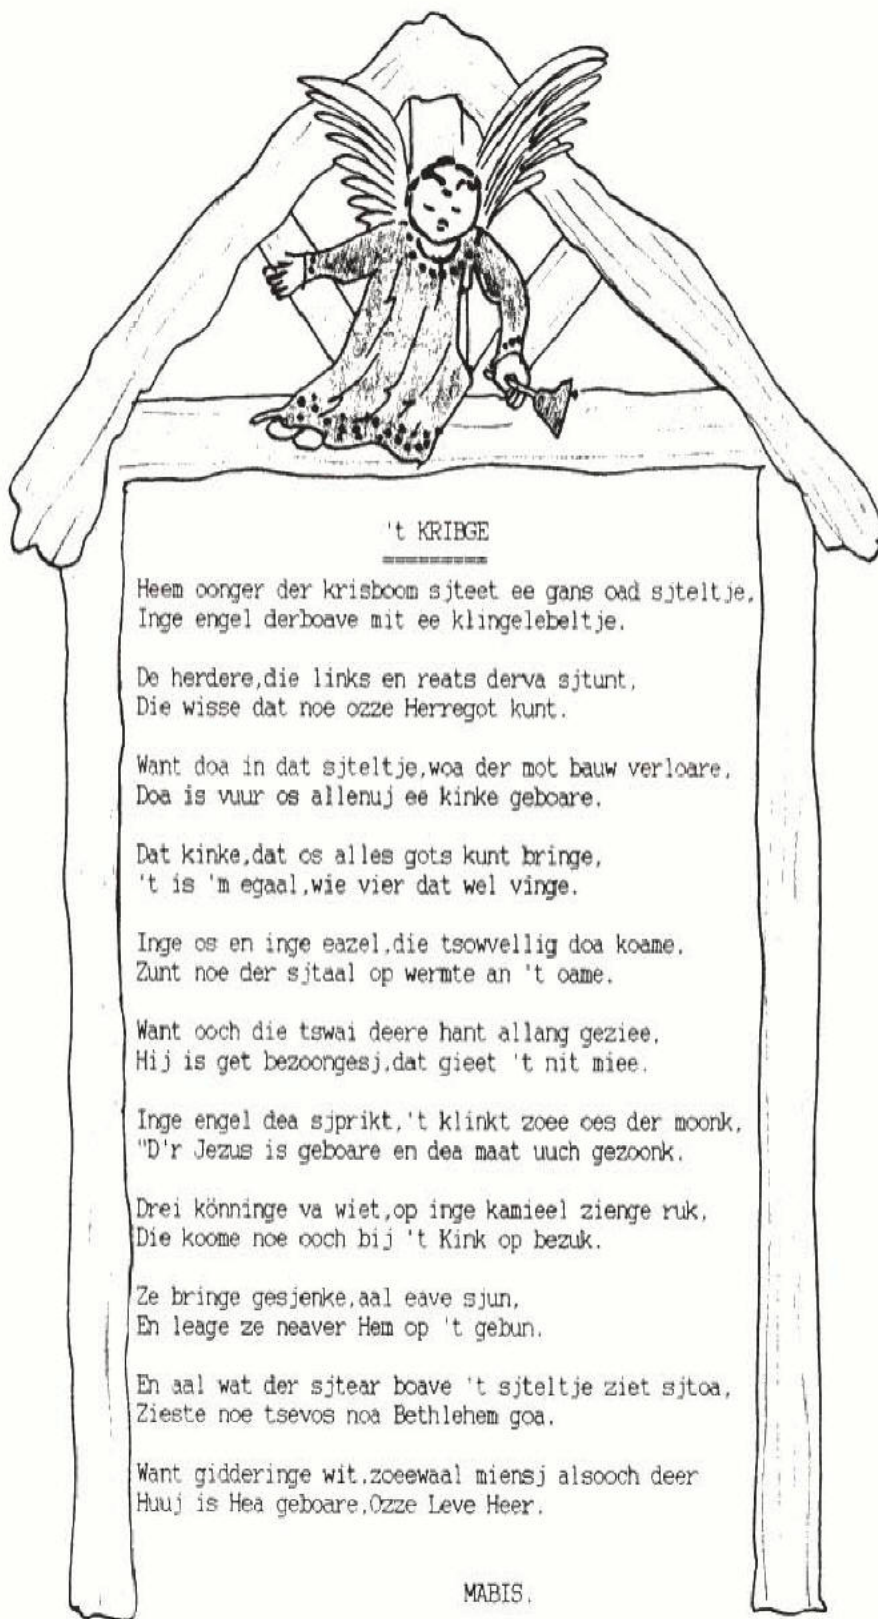 't KRIBGE
=========
Heem oonger der krisboom sjteet ee gans oad sjteltje,
Inge engel derboave mit ee klingelebeltje.
De herdere,die links en reats derva sjtunt,
Die wisse dat noe ozze Herregot kunt.
Want doa in dat sjteltje,woa der mot bauw verloare,
Doa is vuur os allenuj ee kinke geboare.
Dat kinke,dat os alles gots kunt bringe,
't is 'm egaal,wie vier dat wel vinge.
Inge os en inge eazel,die tsowvellig doa koame,
Zunt noe der sjtaal op wermte an 't oame.
Want ooch die tswai deere hant allang geziee,
Hij is get bezoongesj,dat gieet 't nit miee.
Inge engel dea sjprikt,'t klinkt zoee oes der moonk,
"D'r Jezus is geboare en dea maat uuch gezoonk.
Drei könninge va wiet,op inge kamieel zienge ruk,
Die koome noe ooch bij 't Kink op bezuk.
Ze bringe gesjenke,aal eave sjun,
En leage ze neaver Hem op 't gebun.
En aal wat der sjtear boave 't sjteltje ziet sjtoa,
Zieste noe tsevos noa Bethlehem goa.
Want gidderinge wit,zoeewaal miensj alsooch deer
Huuj is Hea geboare,Ozze Leve Heer.
MABIS.